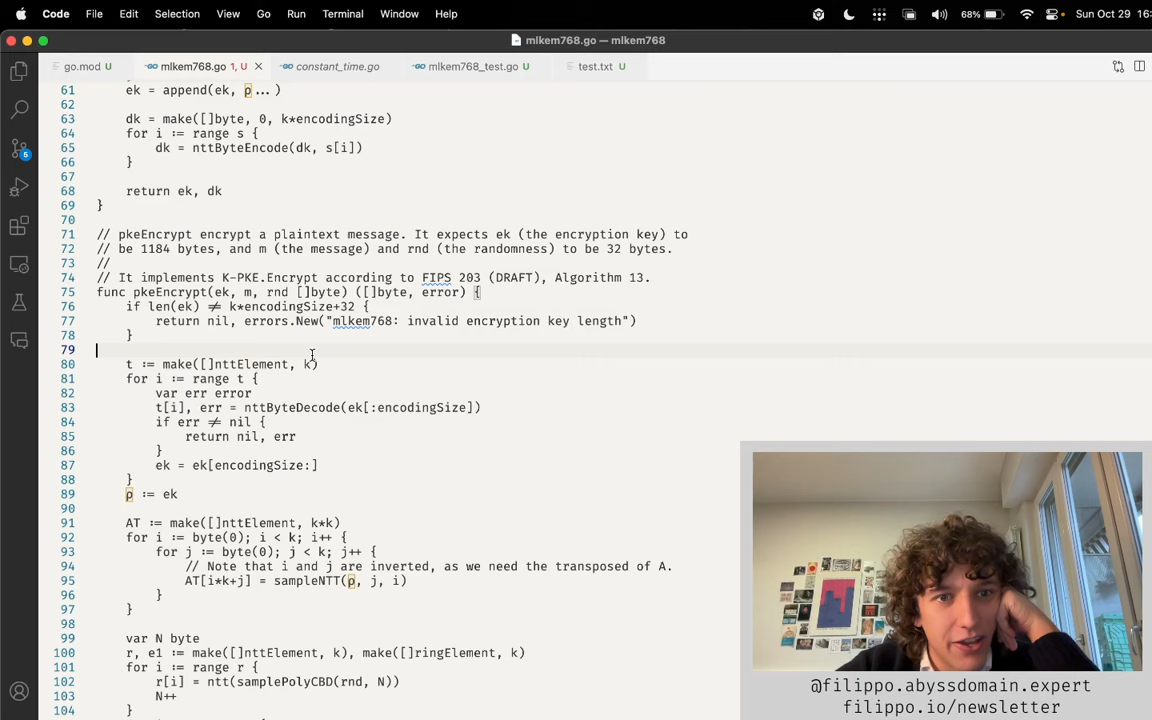 Code File Edit Selection View Go Run Terminal Window Help 68% Sun Oct 29 16:
mlkem768.go — mlkem768
go.mod U mlkem768.go 1, U constant_time.go mlkem768_test.go U test.txt U
61 ek = append(ek, ρ...)
62
63 dk = make([]byte, 0, k*encodingSize)
64 for i := range s {
65 dk = nttByteEncode(dk, s[i])
66 }
67
68 return ek, dk
69 }
70
71 // pkeEncrypt encrypt a plaintext message. It expects ek (the encryption key) to
72 // be 1184 bytes, and m (the message) and rnd (the randomness) to be 32 bytes.
73 //
74 // It implements K-PKE.Encrypt according to FIPS 203 (DRAFT), Algorithm 13.
75 func pkeEncrypt(ek, m, rnd []byte) ([]byte, error) {
76 if len(ek) ≠ k*encodingSize+32 {
77 return nil, errors.New("mlkem768: invalid encryption key length")
78 }
79
80 t := make([]nttElement, k)
81 for i := range t {
82 var err error
83 t[i], err = nttByteDecode(ek[:encodingSize])
84 if err ≠ nil {
85 return nil, err
86 }
87 ek = ek[encodingSize:]
88 }
89 ρ := ek
90
91 AT := make([]nttElement, k*k)
92 for i := byte(0); i < k; i++ {
93 for j := byte(0); j < k; j++ {
94 // Note that i and j are inverted, as we need the transposed of A.
95 AT[i*k+j] = sampleNTT(ρ, j, i)
96 }
97 }
98
99 var N byte
100 r, e1 := make([]nttElement, k), make([]ringElement, k)
101 for i := range r {
102 r[i] = ntt(samplePolyCBD(rnd, N))
103 N++
104 }
5
@filippo.abyssdomain.expert
filippo.io/newsletter